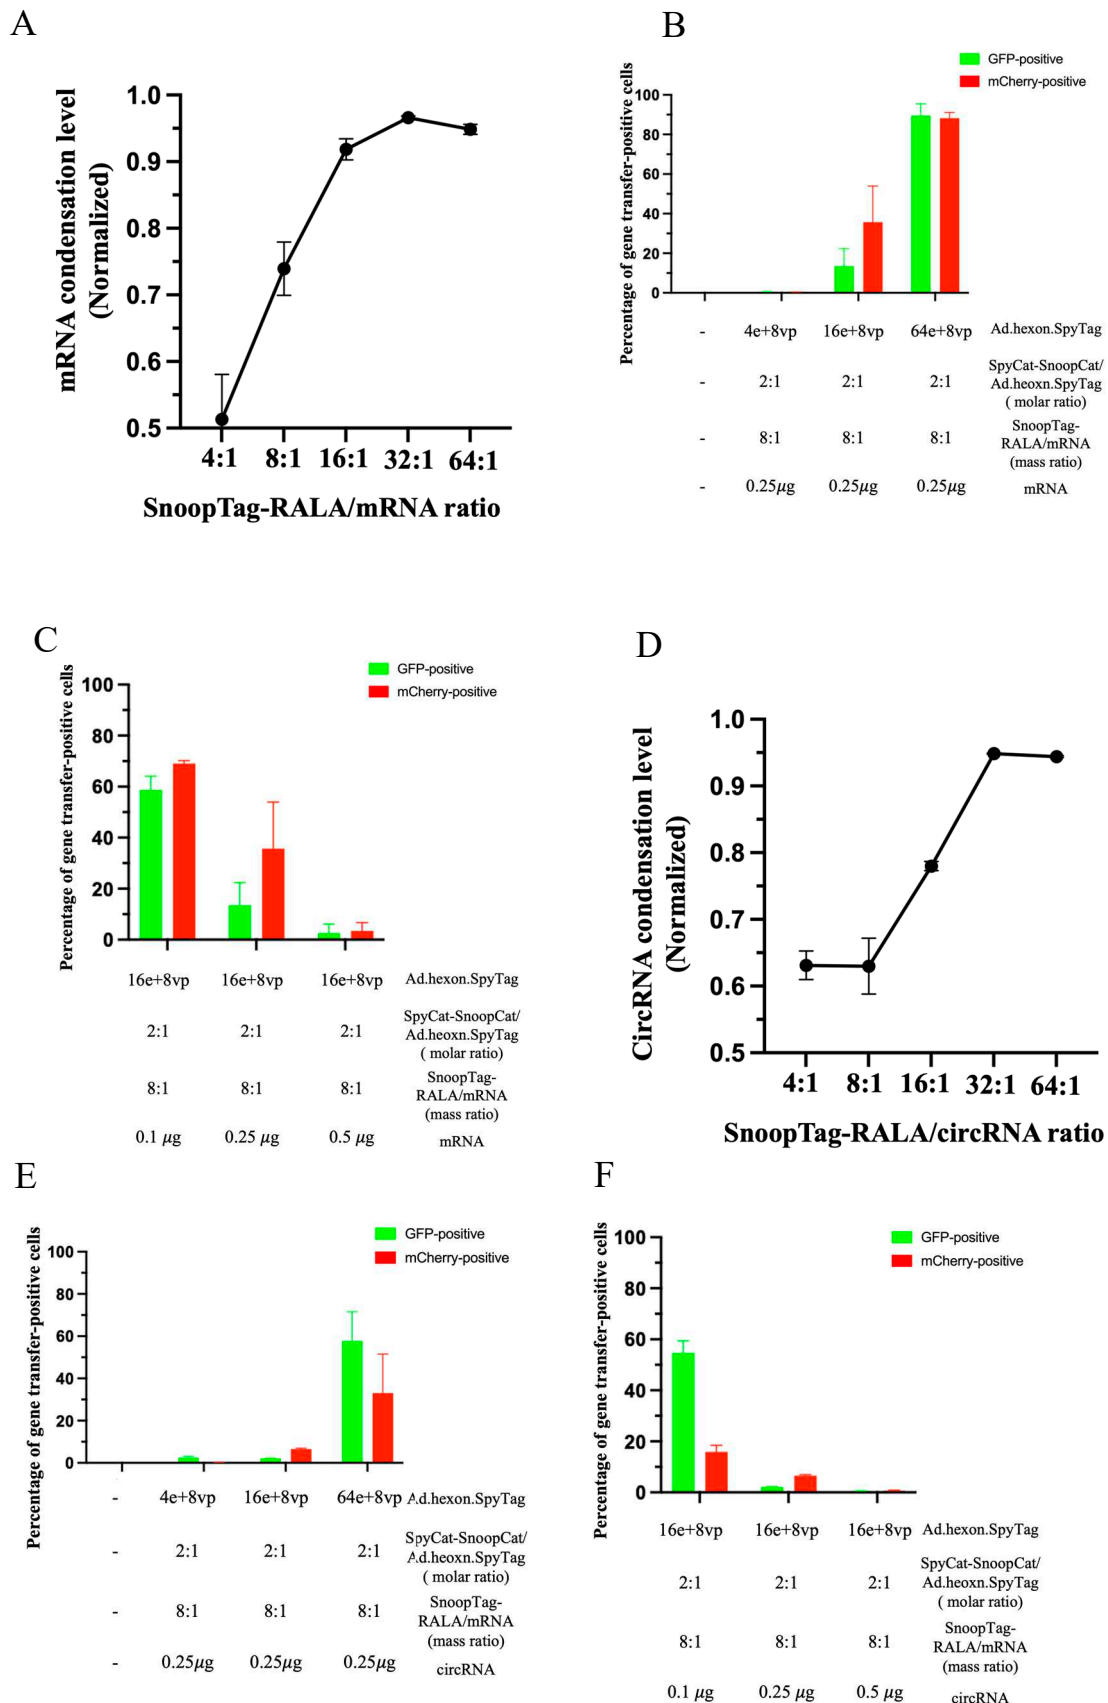 A
mRNA condensation level
(Normalized)
1.0
0.9
0.8
0.7
0.6
0.5
4:1 8:1 16:1 32:1 64:1
SnoopTag-RALA/mRNA ratio
B
GFP-positive
mCherry-positive
Percentage of gene transfer-positive cells
100
80
60
40
20
0
- 4e+8vp 16e+8vp 64e+8vp Ad.hexon.SpyTag
SpyCat-SnoopCat/
- 2:1 2:1 2:1 Ad.heoxn.SpyTag
( molar ratio)
SnoopTag-
- 8:1 8:1 8:1 RALA/mRNA
(mass ratio)
- 0.25μg 0.25μg 0.25μg mRNA
C
GFP-positive
mCherry-positive
Percentage of gene transfer-positive cells
100
80
60
40
20
0
16e+8vp 16e+8vp 16e+8vp Ad.hexon.SpyTag
SpyCat-SnoopCat/
2:1 2:1 2:1 Ad.heoxn.SpyTag
( molar ratio)
SnoopTag-
8:1 8:1 8:1 RALA/mRNA
(mass ratio)
0.1 μg 0.25 μg 0.5 μg mRNA
D
CircRNA condensation level
(Normalized)
1.0
0.9
0.8
0.7
0.6
0.5
4:1 8:1 16:1 32:1 64:1
SnoopTag-RALA/circRNA ratio
E
GFP-positive
mCherry-positive
Percentage of gene transfer-positive cells
100
80
60
40
20
0
- 4e+8vp 16e+8vp 64e+8vp Ad.hexon.SpyTag
SpyCat-SnoopCat/
- 2:1 2:1 2:1 Ad.heoxn.SpyTag
( molar ratio)
SnoopTag-
- 8:1 8:1 8:1 RALA/mRNA
(mass ratio)
- 0.25μg 0.25μg 0.25μg circRNA
F
GFP-positive
mCherry-positive
Percentage of gene transfer-positive cells
100
80
60
40
20
0
16e+8vp 16e+8vp 16e+8vp Ad.hexon.SpyTag
SpyCat-SnoopCat/
2:1 2:1 2:1 Ad.heoxn.SpyTag
( molar ratio)
SnoopTag-
8:1 8:1 8:1 RALA/mRNA
(mass ratio)
0.1 μg 0.25 μg 0.5 μg circRNA